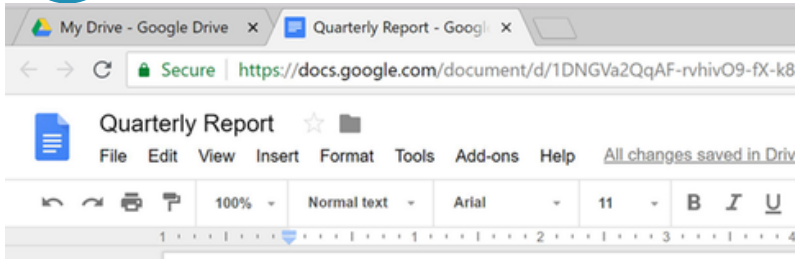 My Drive - Google Drive × Quarterly Report - Googl ×
Secure https://docs.google.com/document/d/1DNGVa2QqAF-rvhivO9-fX-k8
Quarterly Report
File Edit View Insert Format Tools Add-ons Help All changes saved in Driv
100% Normal text Arial 11 B I U
1 1 2 3 4